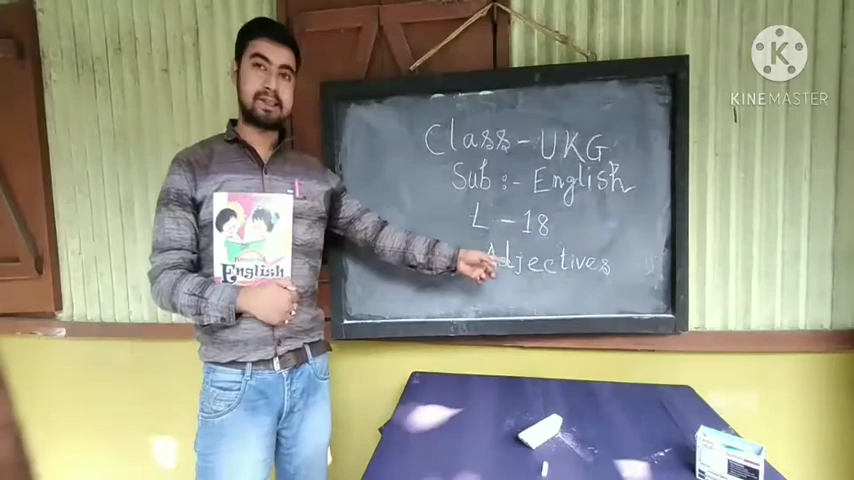 Class - UKG
Sub :- English
L - 18
Adjectives
English
KINEMASTER